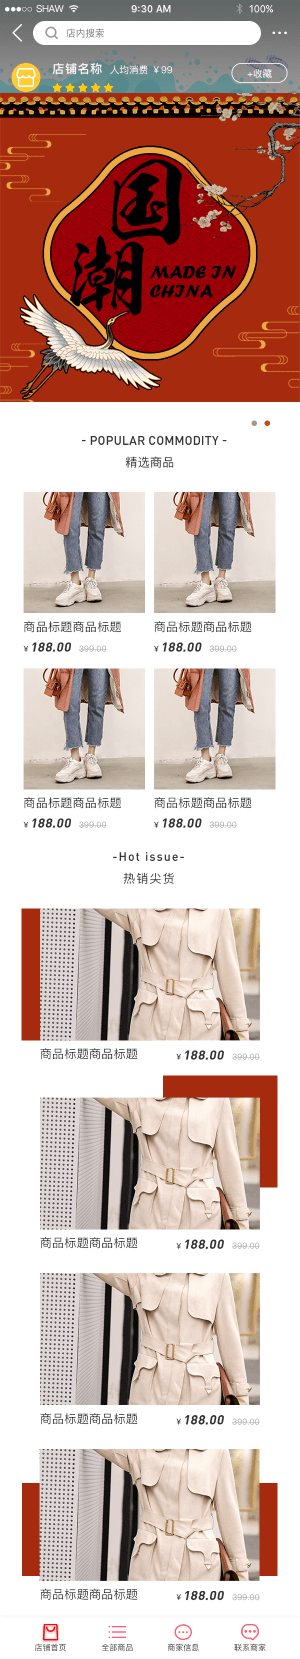 SHAW 9:30 AM 100%
店内搜索
店铺名称 人均消费 ￥99
+收藏
国潮
MADE IN
CHINA
- POPULAR COMMODITY -
精选商品
商品标题商品标题 商品标题商品标题
¥ 188.00 399.00 ¥ 188.00 399.00
商品标题商品标题 商品标题商品标题
¥ 188.00 399.00 ¥ 188.00 399.00
-Hot issue-
热销尖货
商品标题商品标题 ¥ 188.00 399.00
商品标题商品标题 ¥ 188.00 399.00
商品标题商品标题 ¥ 188.00 399.00
商品标题商品标题 ¥ 188.00 399.00
店铺首页 全部商品 商家信息 联系商家